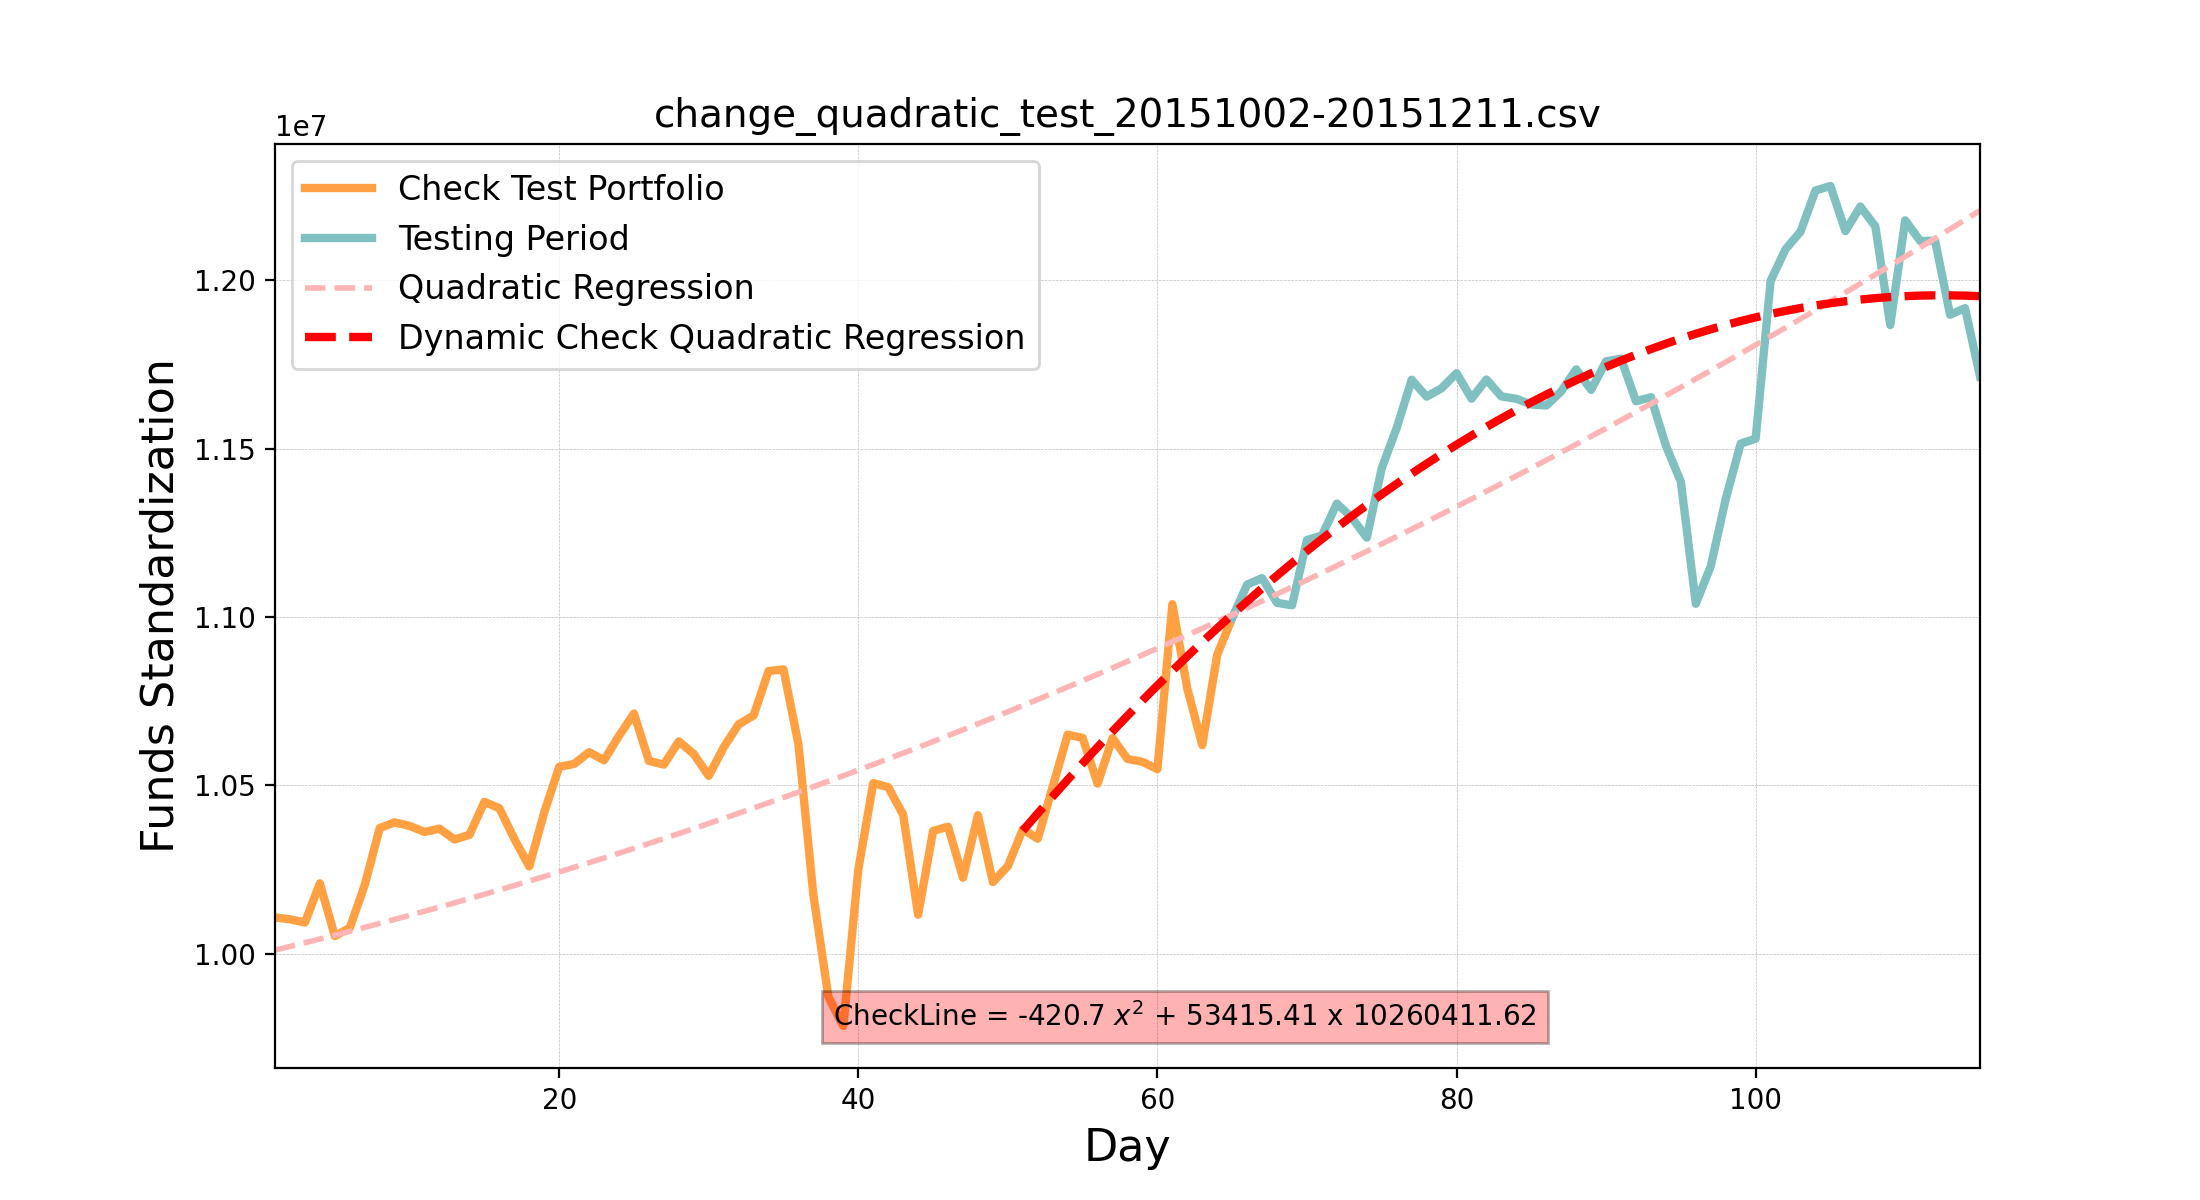 change_quadratic_test_20151002-20151211.csv
1e7
Check Test Portfolio
Testing Period
Quadratic Regression
Dynamic Check Quadratic Regression
Funds Standardization
1.20
1.15
1.10
1.05
1.00
CheckLine = -420.7 x² + 53415.41 x 10260411.62
20 40 60 80 100
Day